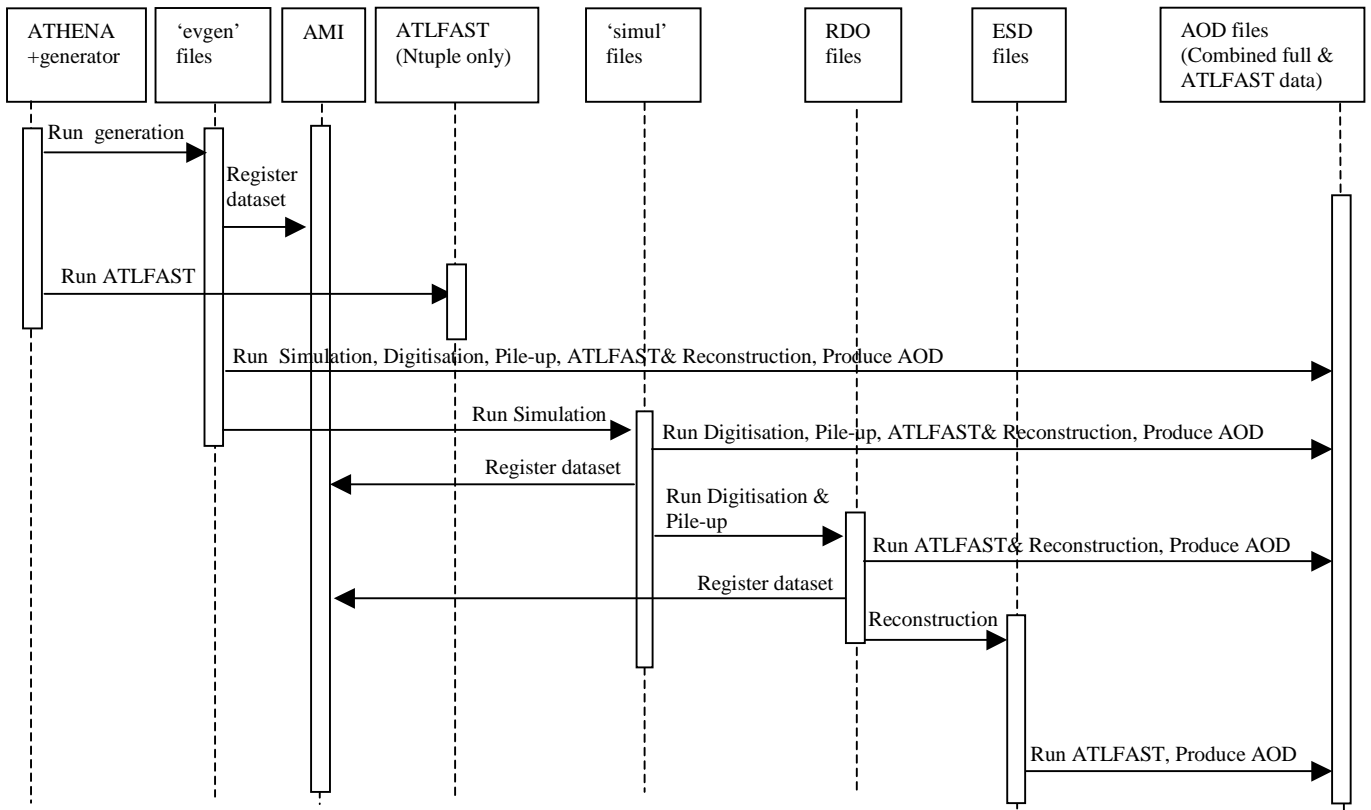 ATHENA
+generator
‘evgen’
files
AMI
ATLFAST
(Ntuple only)
‘simul’
files
RDO
files
ESD
files
AOD files
(Combined full &
ATLFAST data)
Run generation
Register
dataset
Run ATLFAST
Run Simulation, Digitisation, Pile-up, ATLFAST& Reconstruction, Produce AOD
Run Simulation
Run Digitisation, Pile-up, ATLFAST& Reconstruction, Produce AOD
Register dataset
Run Digitisation &
Pile-up
Run ATLFAST& Reconstruction, Produce AOD
Register dataset
Reconstruction
Run ATLFAST, Produce AOD